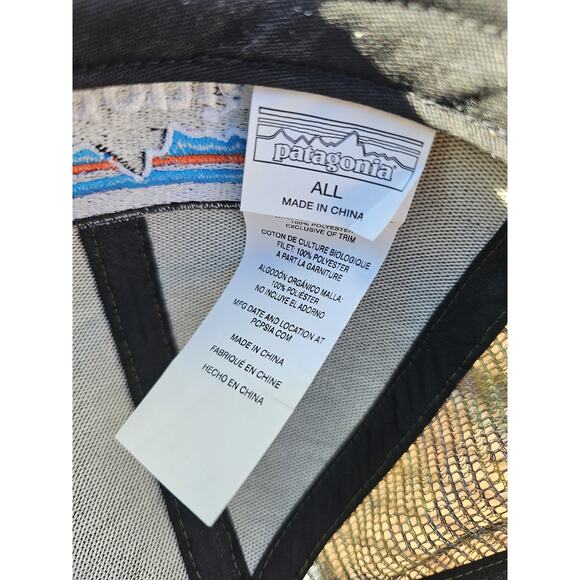 patagonia
ALL
MADE IN CHINA
100% POLYESTER
EXCLUSIVE OF TRIM
COTON DE CULTURE BIOLOGIQUE
FILET: 100% POLYESTER
A PART LA GARNITURE
ALGODÓN ORGÁNICO MALLA:
100% POLIÉSTER
NO INCLUYE EL ADORNO
MFG DATE AND LOCATION AT
PCPSIA.COM
MADE IN CHINA
FABRIQUÉ EN CHINE
HECHO EN CHINA